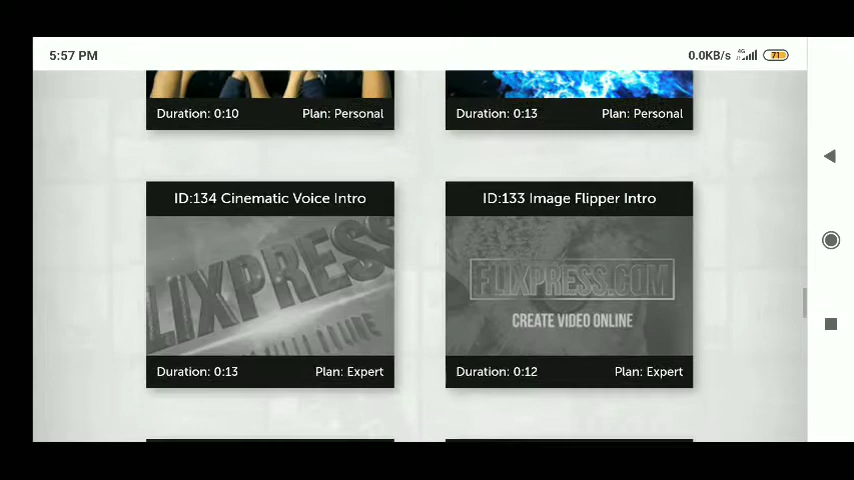 5:57 PM
0.0KB/s 4G 71
Duration: 0:10 Plan: Personal
Duration: 0:13 Plan: Personal
ID:134 Cinematic Voice Intro
ID:133 Image Flipper Intro
LIXPRESS
FLIXPRESS.COM
CREATE VIDEO ONLINE
Duration: 0:13 Plan: Expert
Duration: 0:12 Plan: Expert